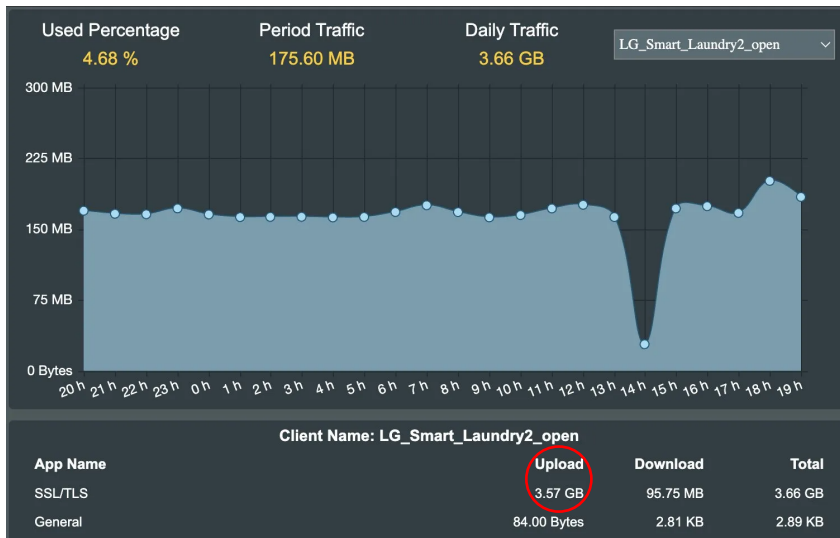 Used Percentage Period Traffic Daily Traffic
4.68 % 175.60 MB 3.66 GB
LG_Smart_Laundry2_open
300 MB
225 MB
150 MB
75 MB
0 Bytes
20 h 21 h 22 h 23 h 0 h 1 h 2 h 3 h 4 h 5 h 6 h 7 h 8 h 9 h 10 h 11 h 12 h 13 h 14 h 15 h 16 h 17 h 18 h 19 h
Client Name: LG_Smart_Laundry2_open
App Name Upload Download Total
SSL/TLS 3.57 GB 95.75 MB 3.66 GB
General 84.00 Bytes 2.81 KB 2.89 KB